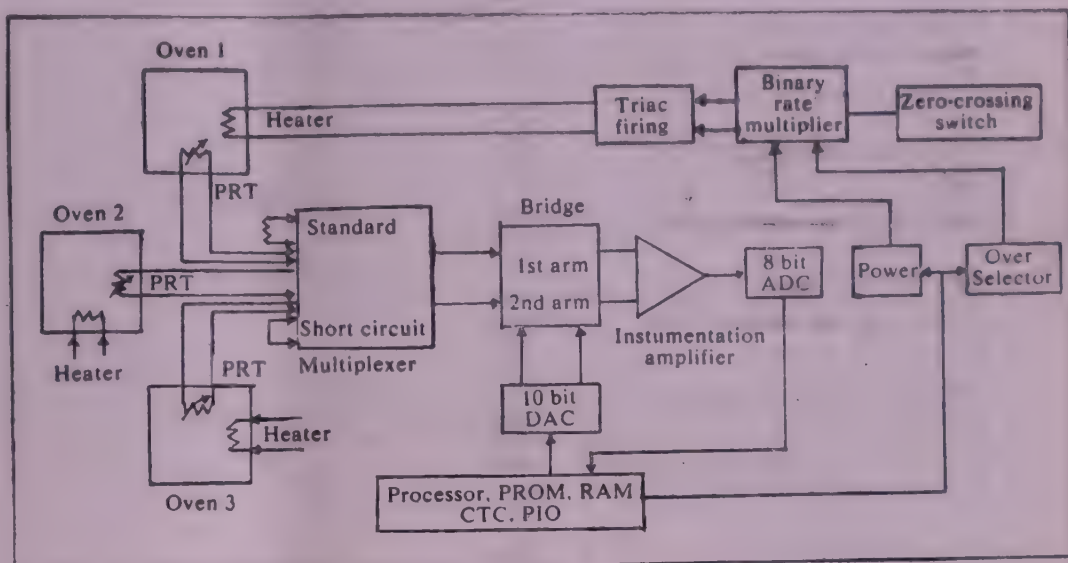 Oven 1
Heater
PRT
Triac
firing
Binary
rate
multiplier
Zero-crossing
switch
Oven 2
PRT
Heater
Standard
Short circuit
Multiplexer
Bridge
1st arm
2nd arm
Instumentation
amplifier
8 bit
ADC
Power
Over
Selector
PRT
Heater
Oven 3
10 bit
DAC
Processor, PROM, RAM
CTC, PIO